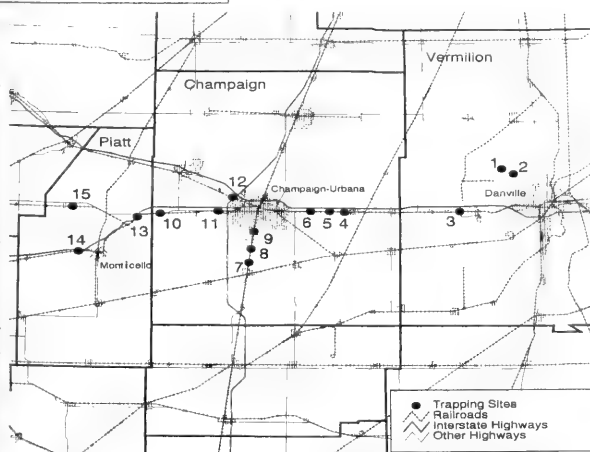 Vermilion
Champaign
Piatt
1
2
12
Champaign-Urbana
15
Danville
13
10
11
6
5
4
3
9
14
8
Monticello
7
Trapping Sites
Railroads
Interstate Highways
Other Highways